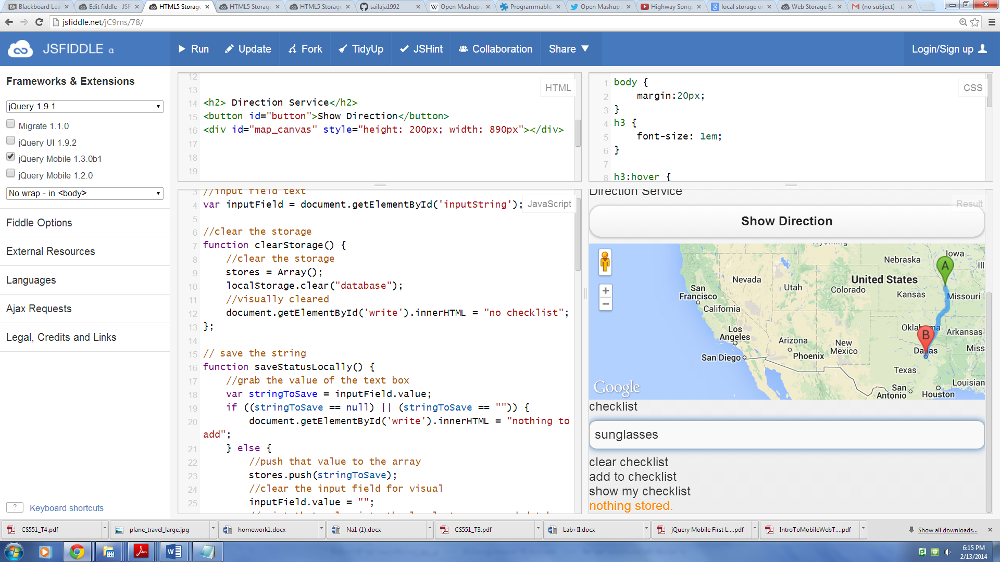 Blackboard Lea
Edit fiddle - JSF
HTML5 Storage
HTML5 Storage
HTML5 Storage
sailaja1992
Open Mashup
Programmable
Open Mashup
Highway Song
local storage or
Web Storage E
(no subject) - r
jsfiddle.net/jC9ms/78/
JSFIDDLE α
Run
Update
Fork
TidyUp
JSHint
Collaboration
Share
Login/Sign up
Frameworks & Extensions
jQuery 1.9.1
Migrate 1.1.0
jQuery UI 1.9.2
jQuery Mobile 1.3.0b1
jQuery Mobile 1.2.0
No wrap - in <body>
Fiddle Options
External Resources
Languages
Ajax Requests
Legal, Credits and Links
? Keyboard shortcuts
HTML
12
13
14 <h2> Direction Service</h2>
15 <button id="button">Show Direction</button>
16 <div id="map_canvas" style="height: 200px; width: 890px"></div>
17
18
19
CSS
1 body {
2 margin:20px;
3 }
4 h3 {
5 font-size: 1em;
6 }
7
8 h3:hover {
JavaScript
3 //input field text
4 var inputField = document.getElementById('inputString');
5
6 //clear the storage
7 function clearStorage() {
8 //clear the storage
9 stores = Array();
10 localStorage.clear("database");
11 //visually cleared
12 document.getElementById('write').innerHTML = "no checklist";
13 };
14
15 // save the string
16 function saveStatusLocally() {
17 //grab the value of the text box
18 var stringToSave = inputField.value;
19 if ((stringToSave == null) || (stringToSave == "")) {
20 document.getElementById('write').innerHTML = "nothing to
add";
21 } else {
22 //push that value to the array
23 stores.push(stringToSave);
24 //clear the input field for visual
25 inputField.value = "";
Result
Direction Service
Show Direction
Wyoming
Iowa
Nebraska
Ill
A
Nevada
United States
Utah
Colorado
San
Francisco
Kansas
Missouri
California
Oklahoma
Arkansas
Los
Angeles
B
Arizona
New
Mexico
Miss
Dallas
Phoenix
San Diego
Texas
Louisian
San
Antonio
Houston
Google
checklist
sunglasses
clear checklist
add to checklist
show my checklist
nothing stored.
CS551_T4.pdf
plane_travel_large.jpg
homework1.docx
Na1 (1).docx
CS551_T3.pdf
Lab+II.docx
jQuery Mobile First L....pdf
IntroToMobileWebT....pdf
Show all downloads...
6:15 PM
2/13/2014